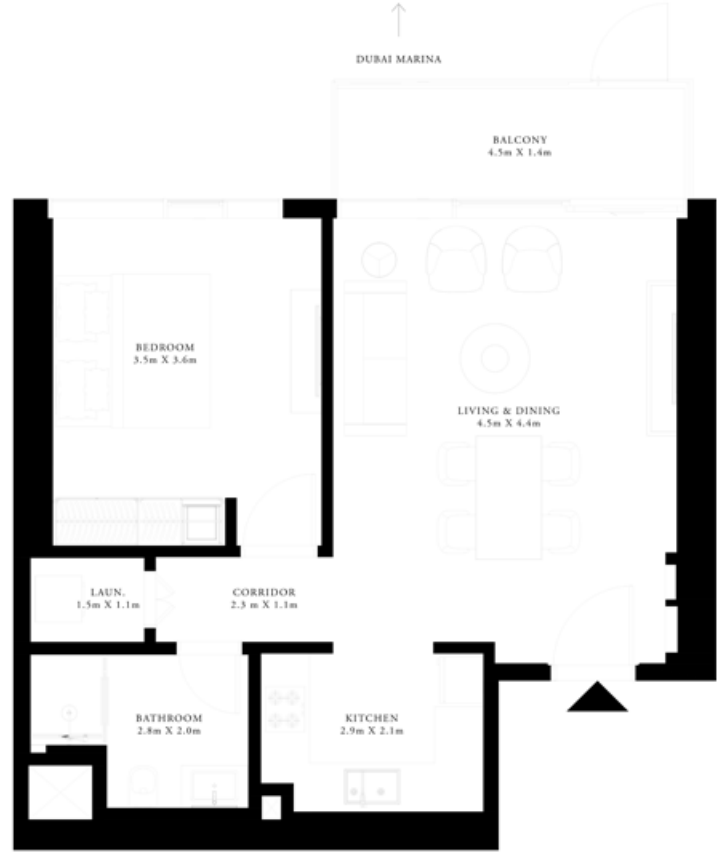 DUBAI MARINA
BALCONY
4.5m X 1.4m
BEDROOM
3.5m X 3.6m
LIVING & DINING
4.5m X 4.4m
LAUN.
1.5m X 1.1m
CORRIDOR
2.3 m X 1.1m
BATHROOM
2.8m X 2.0m
KITCHEN
2.9m X 2.1m